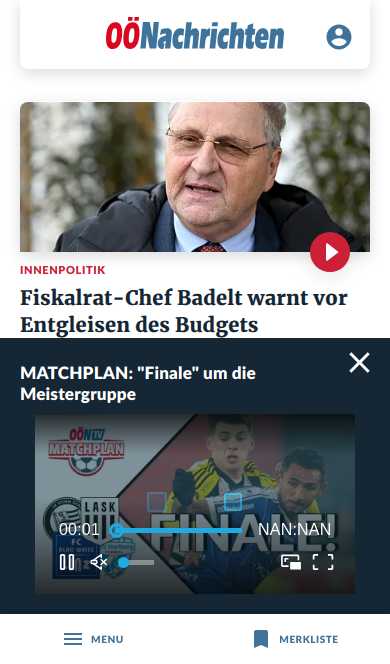 OÖNachrichten
INNENPOLITIK
Fiskalrat-Chef Badelt warnt vor
Entgleisen des Budgets
MATCHPLAN: "Finale" um die
Meistergruppe
OÖN TV
MATCHPLAN
LASK
FC
BLAU-WEISS
FINALE!
00:01
NAN:NAN
MENU
MERKLISTE